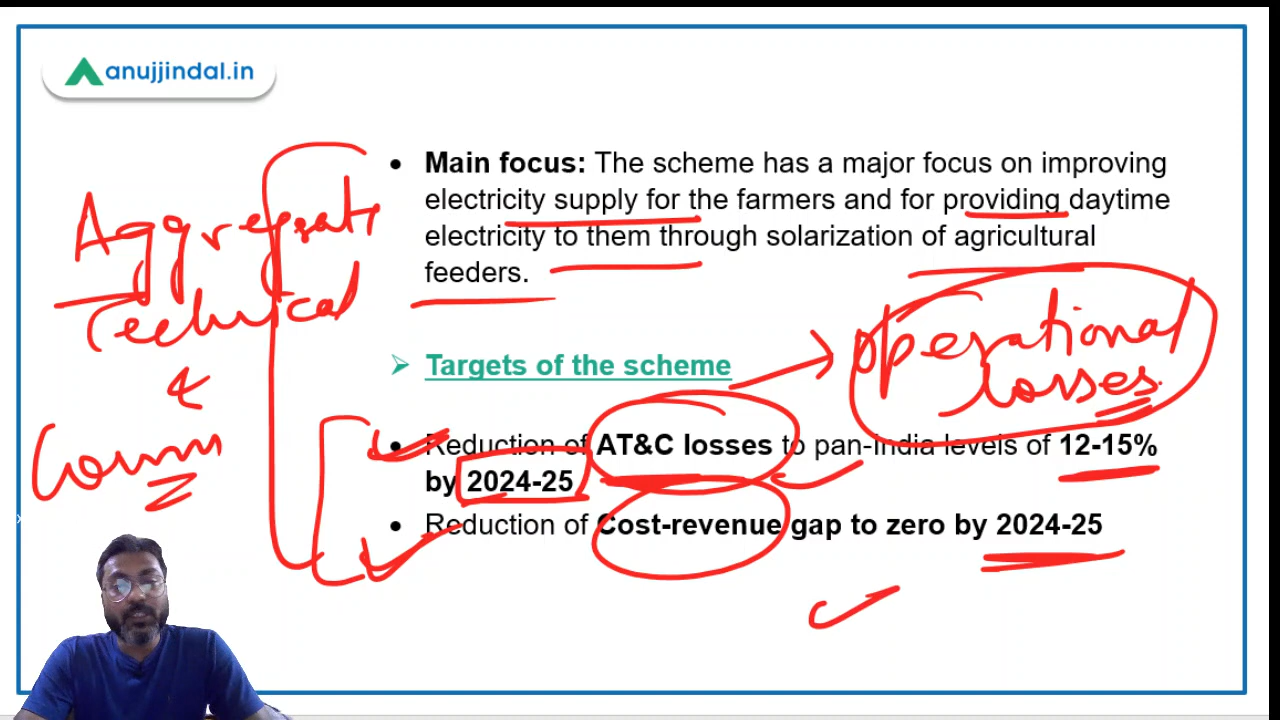 anujjindal.in
Main focus: The scheme has a major focus on improving
electricity supply for the farmers and for providing daytime
electricity to them through solarization of agricultural
feeders.
Aggregate
Technical
&
Comm
operational
losses
Targets of the scheme
Reduction of AT&C losses to pan-India levels of 12-15%
by 2024-25
Reduction of Cost-revenue gap to zero by 2024-25